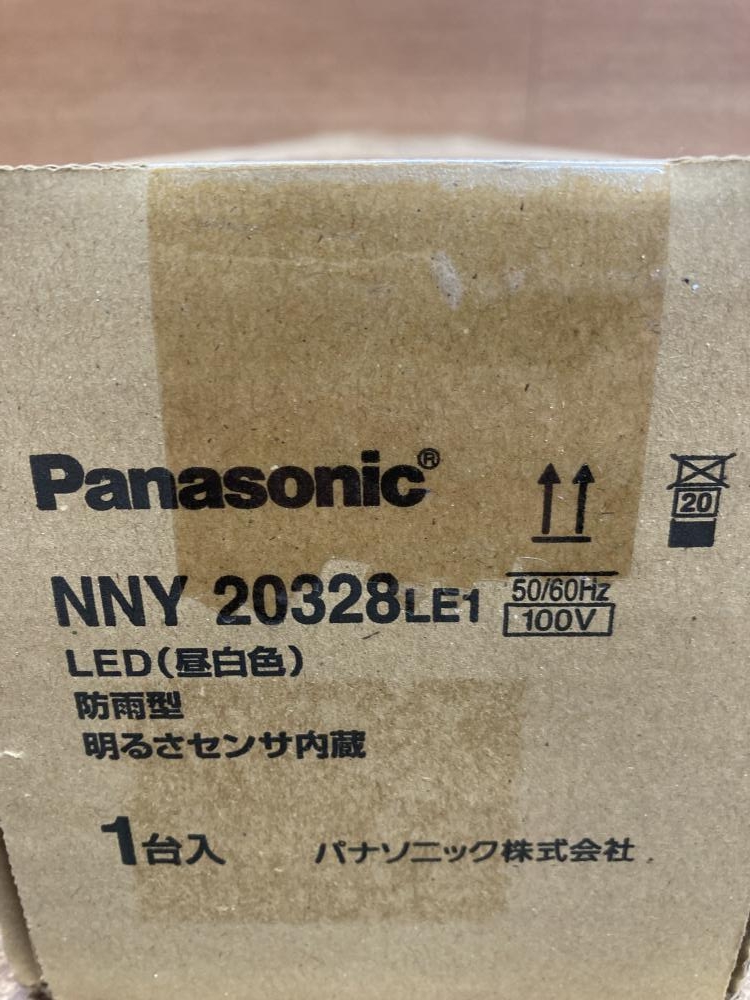 Panasonic®
20
NNY 20328LE1
50/60Hz
100V
LED(昼白色)
防雨型
明るさセンサ内蔵
1台入
パナソニック株式会社